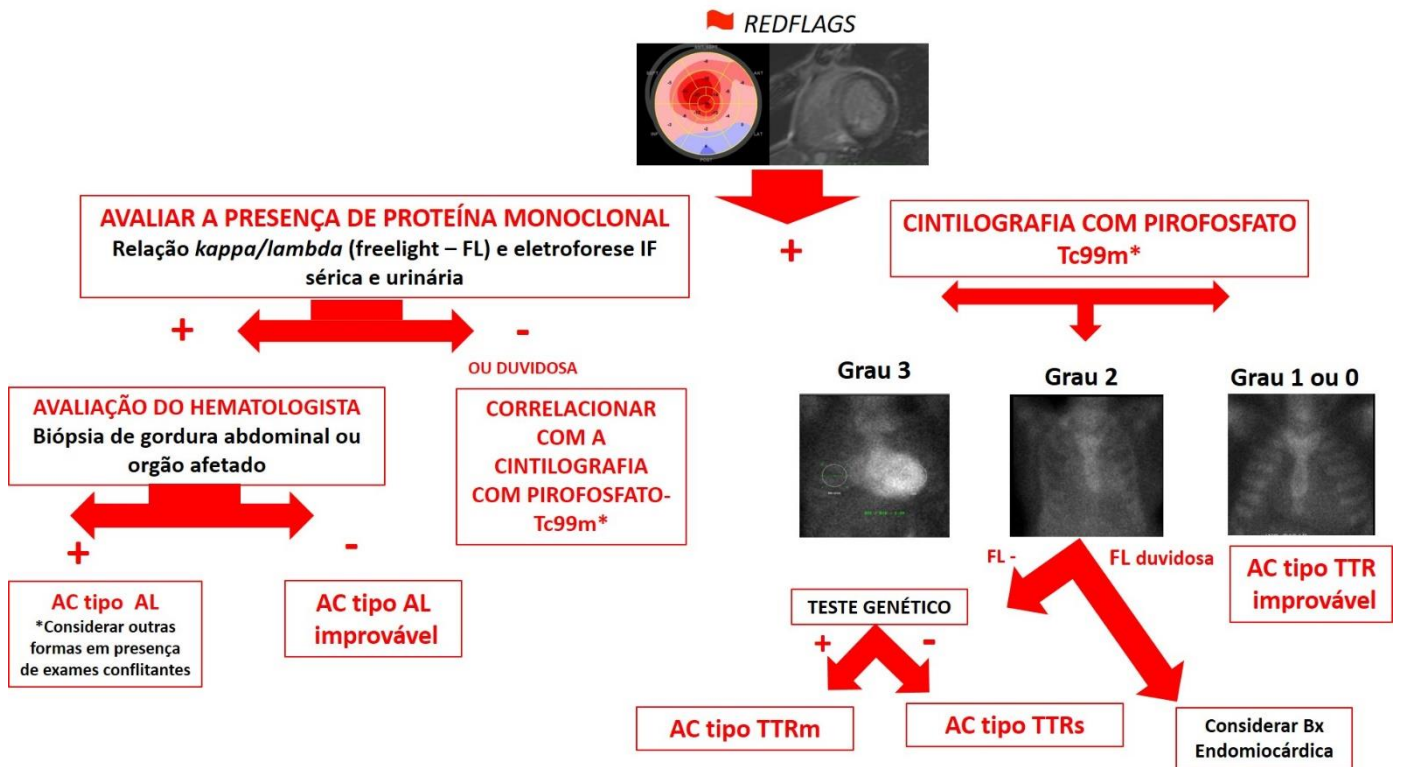 REDFLAGS
AVALIAR A PRESENÇA DE PROTEÍNA MONOCLONAL
Relação kappa/lambda (freelight – FL) e eletroforese IF
sérica e urinária
+
CINTILOGRAFIA COM PIROFOSFATO
Tc99m*
+
-
OU DUVIDOSA
AVALIAÇÃO DO HEMATOLOGISTA
Biópsia de gordura abdominal ou
orgão afetado
CORRELACIONAR
COM A
CINTILOGRAFIA
COM PIROFOSFATO-
Tc99m*
+
-
AC tipo AL
*Considerar outras
formas em presença
de exames conflitantes
AC tipo AL
improvável
Grau 3
Grau 2
Grau 1 ou 0
FL -
FL duvidosa
AC tipo TTR
improvável
TESTE GENÉTICO
+
-
AC tipo TTRm
AC tipo TTRs
Considerar Bx
Endomiocárdica